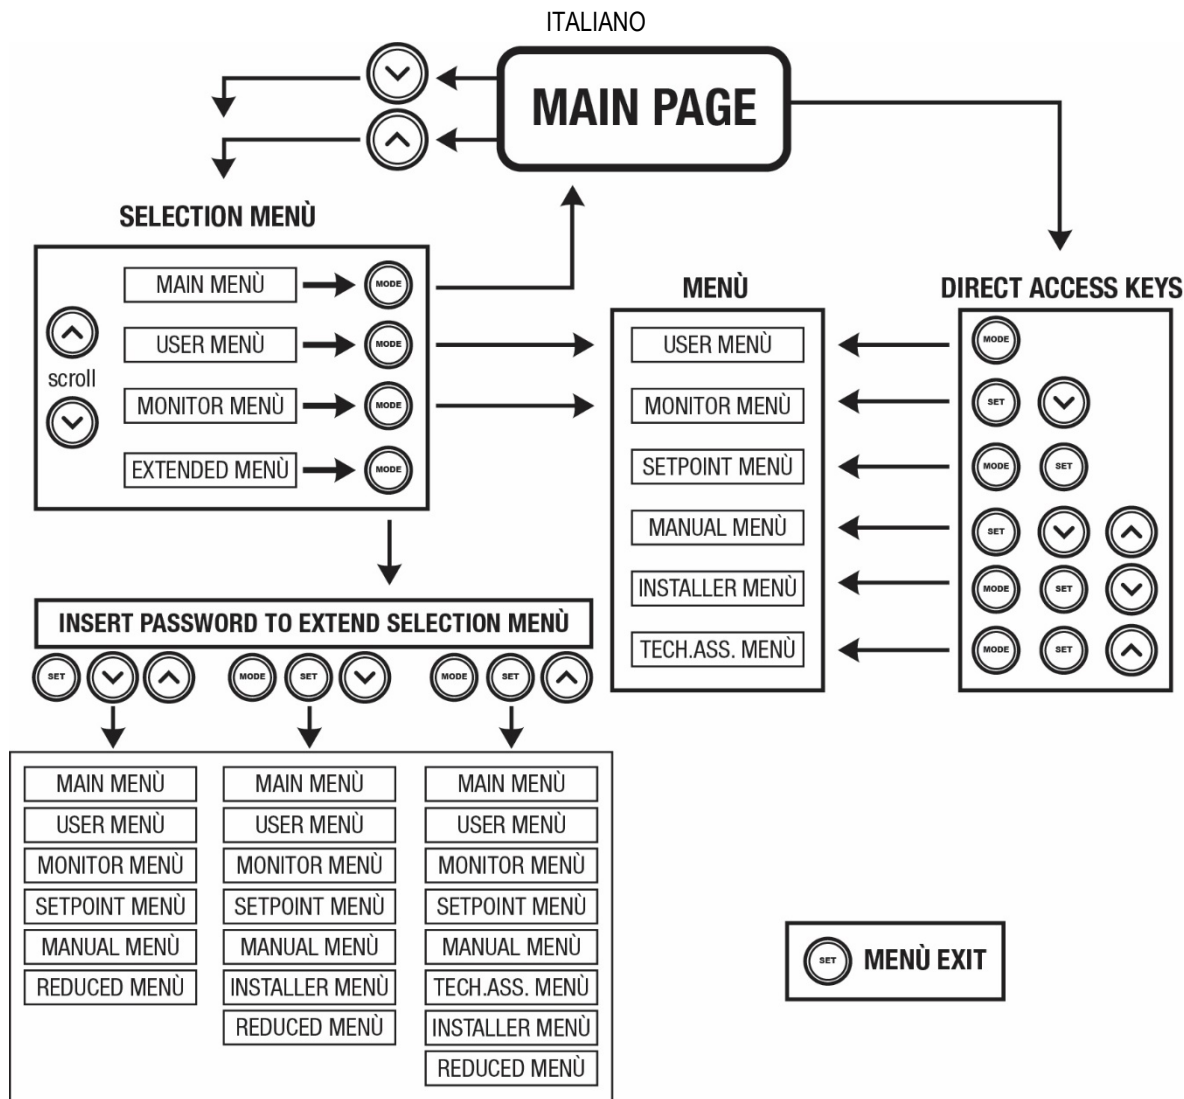 ITALIANO
MAIN PAGE
SELECTION MENÙ
MAIN MENÙ MODE
USER MENÙ MODE
scroll
MONITOR MENÙ MODE
EXTENDED MENÙ MODE
MENÙ
USER MENÙ
MONITOR MENÙ
SETPOINT MENÙ
MANUAL MENÙ
INSTALLER MENÙ
TECH.ASS. MENÙ
DIRECT ACCESS KEYS
MODE
SET
MODE SET
SET
MODE SET
MODE SET
INSERT PASSWORD TO EXTEND SELECTION MENÙ
SET
MODE SET
MODE SET
MAIN MENÙ
USER MENÙ
MONITOR MENÙ
SETPOINT MENÙ
MANUAL MENÙ
REDUCED MENÙ
MAIN MENÙ
USER MENÙ
MONITOR MENÙ
SETPOINT MENÙ
MANUAL MENÙ
INSTALLER MENÙ
REDUCED MENÙ
MAIN MENÙ
USER MENÙ
MONITOR MENÙ
SETPOINT MENÙ
MANUAL MENÙ
TECH.ASS. MENÙ
INSTALLER MENÙ
REDUCED MENÙ
SET MENÙ EXIT